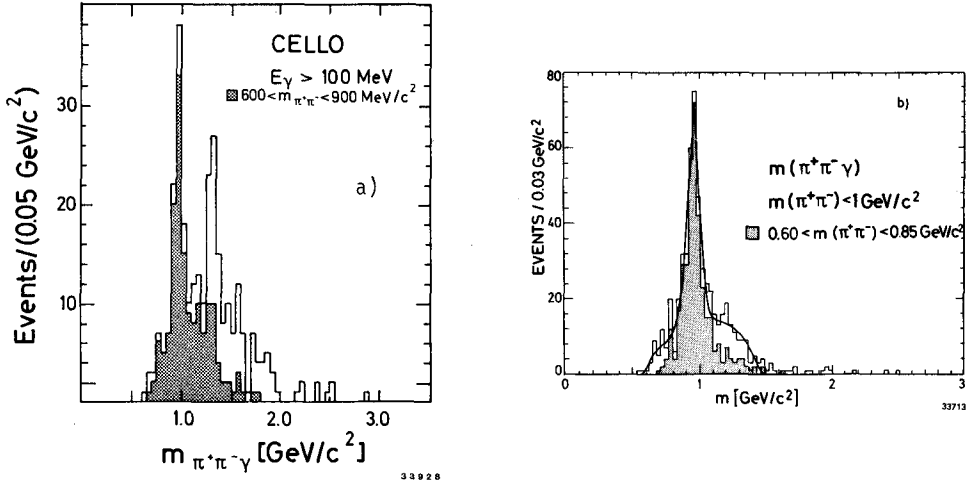 CELLO
Eγ > 100 MeV
600 < mπ⁺π⁻ < 900 MeV/c²
a)
Events/(0.05 GeV/c²)
30
20
10
1.0 2.0 3.0
mπ⁺π⁻γ [GeV/c²]
33928
b)
m(π⁺π⁻γ)
m(π⁺π⁻) < 1 GeV/c²
0.60 < m (π⁺π⁻) < 0.85 GeV/c²
EVENTS / 0.03 GeV/c²
80
60
40
20
0
0 1 2 3
m [GeV/c²]
33713